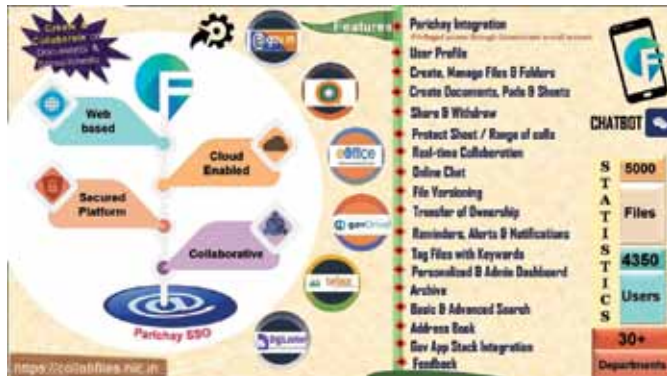 Create
Collaborate on
Documents &
Web
based
Cloud
Enabled
Secured
Platform
Collaborative
Parichay SSO
https://collabfiles.nic.in
eOffice
govDrive
DigiLocker
Features
Parichay Integration
User Profile
Create, Manage Files & Folders
Create Documents, Pads & Sheets
Share & Withdraw
Protect Sheet / Range of cells
Real-time Collaboration
Online Chat
File Versioning
Transfer of Ownership
Reminders, Alerts & Notifications
Tag Files with Keywords
Personalized & Admin Dashboard
Archive
Basic & Advanced Search
Address Book
Gov App Stack Integration
Feedback
CHATBOT
STATISTICS
5000
Files
4350
Users
30+
Departments